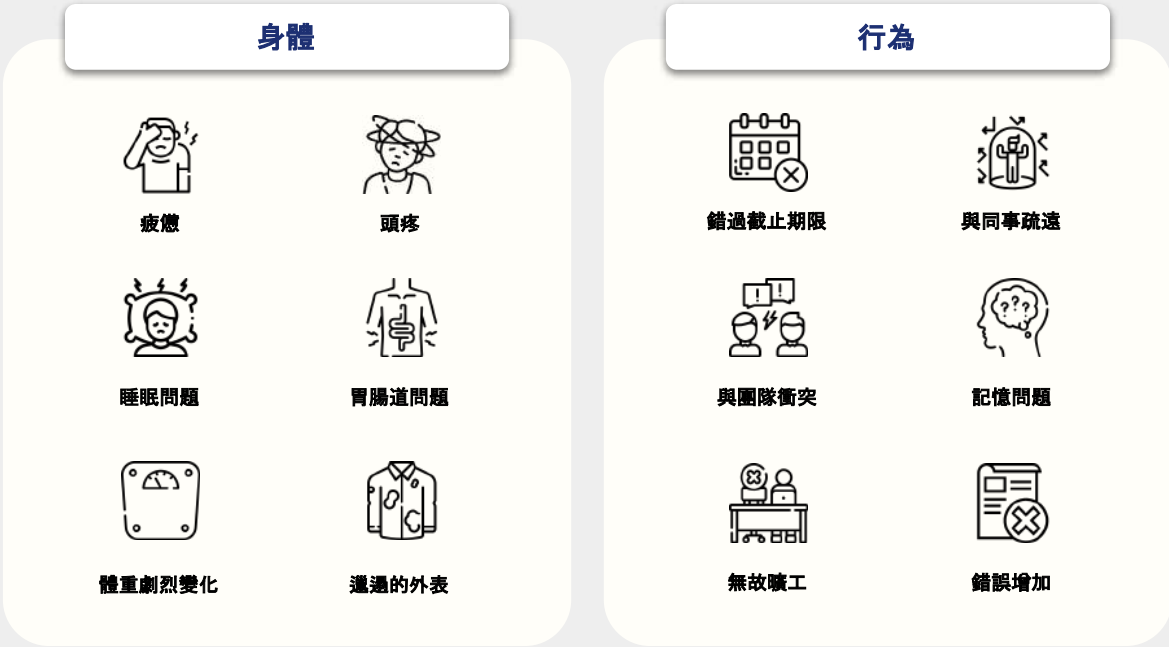 身體
疲憊
頭疼
睡眠問題
胃腸道問題
體重劇烈變化
邋遢的外表
行為
錯過截止期限
與同事疏遠
與團隊衝突
記憶問題
無故曠工
錯誤增加